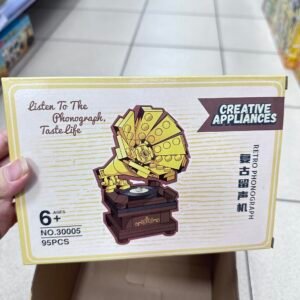 Listen To The
Phonograph,
Taste Life
CREATIVE
APPLIANCES
RETRO PHONOGRAPH
复古留声机
6+
AGES
NO.30005
95PCS